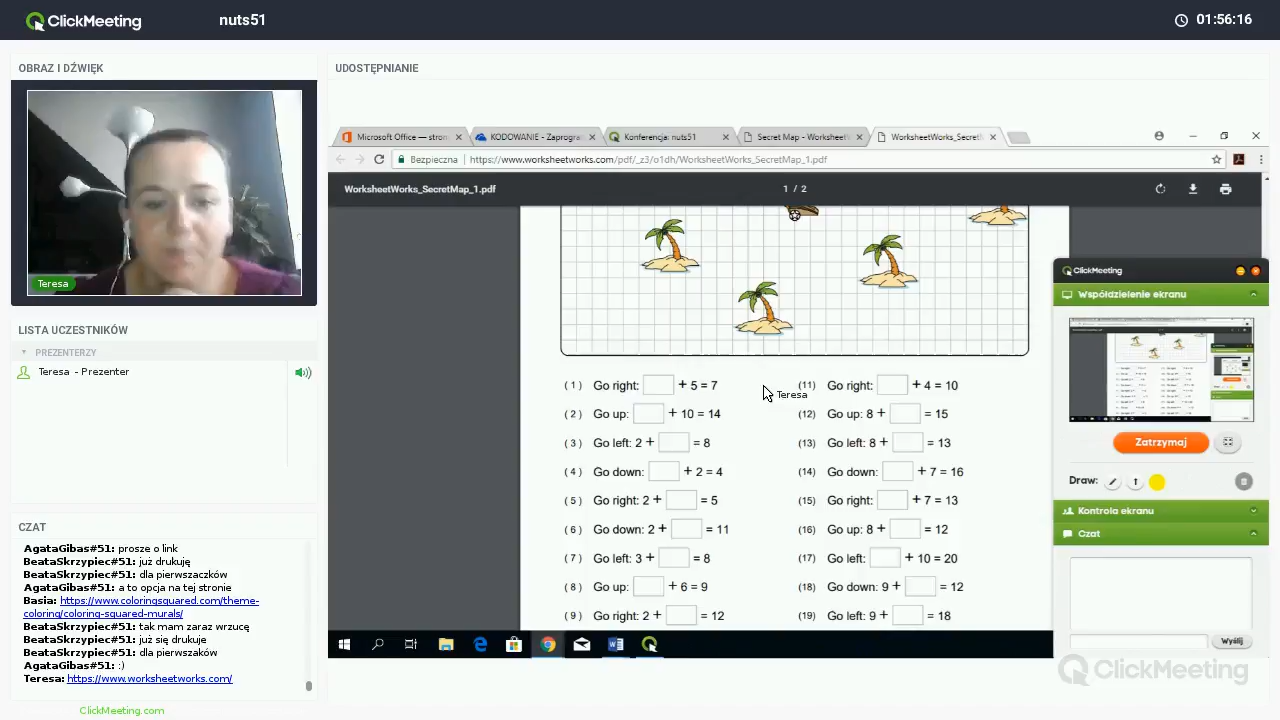 ClickMeeting
nuts51
01:56:16
OBRAZ I DŹWIĘK
Teresa
LISTA UCZESTNIKÓW
PREZENTERZY
Teresa - Prezenter
CZAT
AgataGibas#51: prosze o link
BeataSkrzypiec#51: już drukuję
BeataSkrzypiec#51: dla pierwszaczków
AgataGibas#51: a to opcja na tej stronie
Basia: https://www.coloringsquared.com/theme-
coloring/coloring-squared-murals/
BeataSkrzypiec#51: tak mam zaraz wrzucę
BeataSkrzypiec#51: już się drukuje
BeataSkrzypiec#51: dla pierwszaków
AgataGibas#51: :)
Teresa: https://www.worksheetworks.com/
ClickMeeting.com
UDOSTĘPNIANIE
Microsoft Office — stron
KODOWANIE - Zaprogra
Konferencja: nuts51
Secret Map - Worksheet
WorksheetWorks_Secret
Bezpieczna
https://www.worksheetworks.com/pdf/_z3/o1dh/WorksheetWorks_SecretMap_1.pdf
WorksheetWorks_SecretMap_1.pdf
1 / 2
(1) Go right: + 5 = 7
(2) Go up: + 10 = 14
(3) Go left: 2 + = 8
(4) Go down: + 2 = 4
(5) Go right: 2 + = 5
(6) Go down: 2 + = 11
(7) Go left: 3 + = 8
(8) Go up: + 6 = 9
(9) Go right: 2 + = 12
Teresa
(11) Go right: + 4 = 10
(12) Go up: 8 + = 15
(13) Go left: 8 + = 13
(14) Go down: + 7 = 16
(15) Go right: + 7 = 13
(16) Go up: 8 + = 12
(17) Go left: + 10 = 20
(18) Go down: 9 + = 12
(19) Go left: 9 + = 18
ClickMeeting
Współdzielenie ekranu
Zatrzymaj
Draw:
Kontrola ekranu
Czat
Wyślij
ClickMeeting